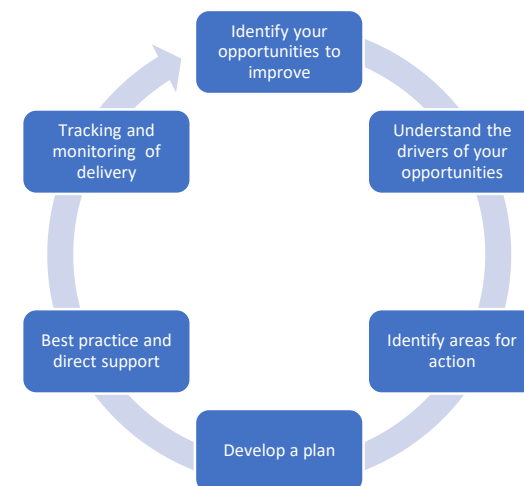 Identify your
opportunities to
improve
Understand the
drivers of your
opportunities
Identify areas for
action
Develop a plan
Best practice and
direct support
Tracking and
monitoring of
delivery